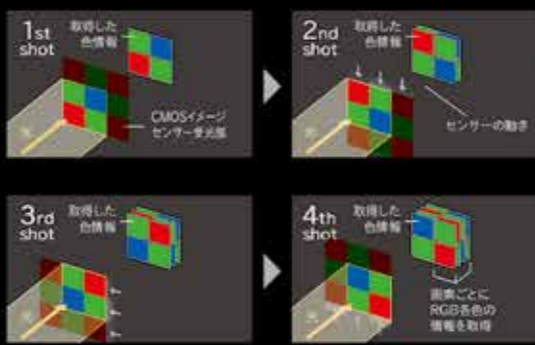 1st
shot
取得した
色情報
CMOSイメージ
センサー受光部
2nd
shot
取得した
色情報
センサーの動き
3rd
shot
取得した
色情報
4th
shot
取得した
色情報
画素ごとに
RGB各色の
情報を取得